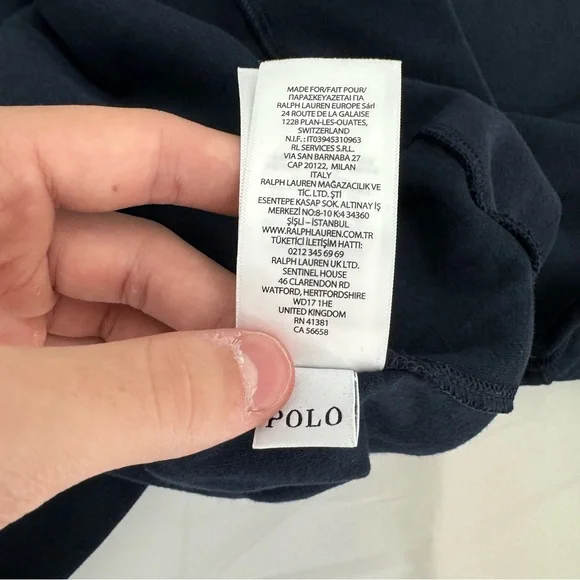 MADE FOR/FAIT POUR/
ΠΑΡΑΣΚΕΥΑΖΕΤΑΙ ΓΙΑ
RALPH LAUREN EUROPE Sárl
24 ROUTE DE LA GALAISE
1228 PLAN-LES-OUATES,
SWITZERLAND
N.I.F. : IT03945310963
RL SERVICES S.R.L.
VIA SAN BARNABA 27
CAP 20122, MILAN
ITALY
RALPH LAUREN MAĞAZACILIK VE
TİC. LTD. ŞTİ
ESENTEPE KASAP SOK. ALTINAY İŞ
MERKEZİ NO:8-10 K:4 34360
ŞİŞLİ – İSTANBUL
WWW.RALPHLAUREN.COM.TR
TÜKETİCİ İLETİŞİM HATTI:
0212 345 69 69
RALPH LAUREN UK LTD.
SENTINEL HOUSE
46 CLARENDON RD
WATFORD, HERTFORDSHIRE
WD17 1HE
UNITED KINGDOM
RN 41381
CA 56658
POLO